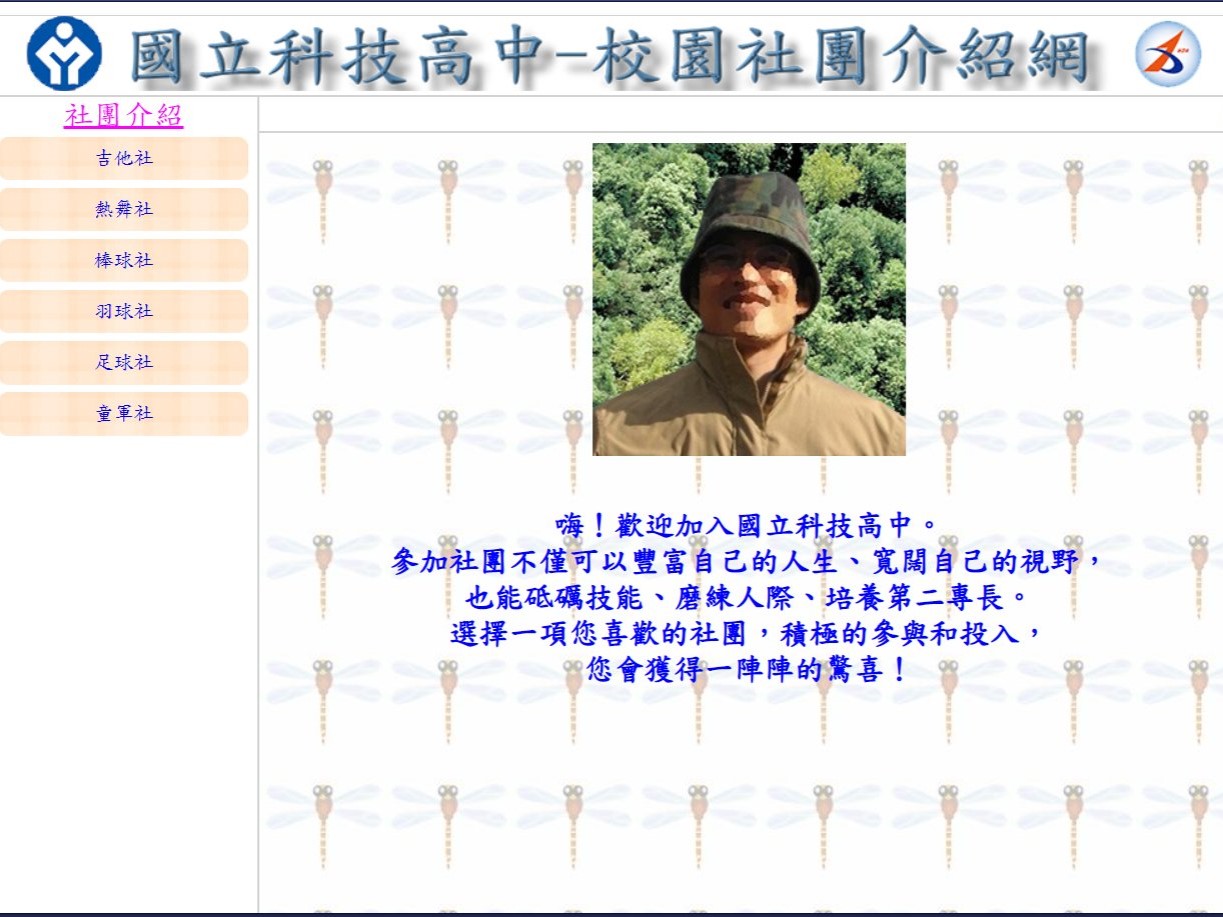 國立科技高中-校園社團介紹網
社團介紹
吉他社
熱舞社
棒球社
羽球社
足球社
童軍社
嗨！歡迎加入國立科技高中。
參加社團不僅可以豐富自己的人生、寬闊自己的視野，
也能砥礪技能、磨練人際、培養第二專長。
選擇一項您喜歡的社團，積極的參與和投入，
您會獲得一陣陣的驚喜！